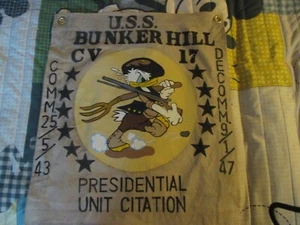 U.S.S.
BUNKER HILL
CV 17
COMM
25
/
5
/
43
DECOMM
9/
1/
47
PRESIDENTIAL
UNIT CITATION